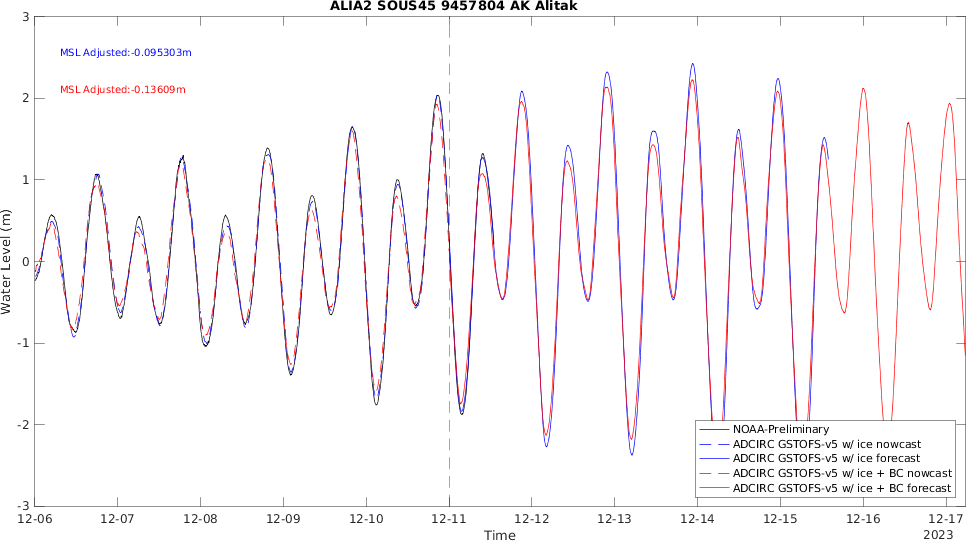 ALIA2 SOUS45 9457804 AK Alitak
MSL Adjusted:-0.095303m
MSL Adjusted:-0.13609m
Water Level (m)
3
2
1
0
-1
-2
-3
NOAA-Preliminary
ADCIRC GSTOFS-v5 w/ ice nowcast
ADCIRC GSTOFS-v5 w/ ice forecast
ADCIRC GSTOFS-v5 w/ ice + BC nowcast
ADCIRC GSTOFS-v5 w/ ice + BC forecast
12-06 12-07 12-08 12-09 12-10 12-11 12-12 12-13 12-14 12-15 12-16 12-17
2023
Time